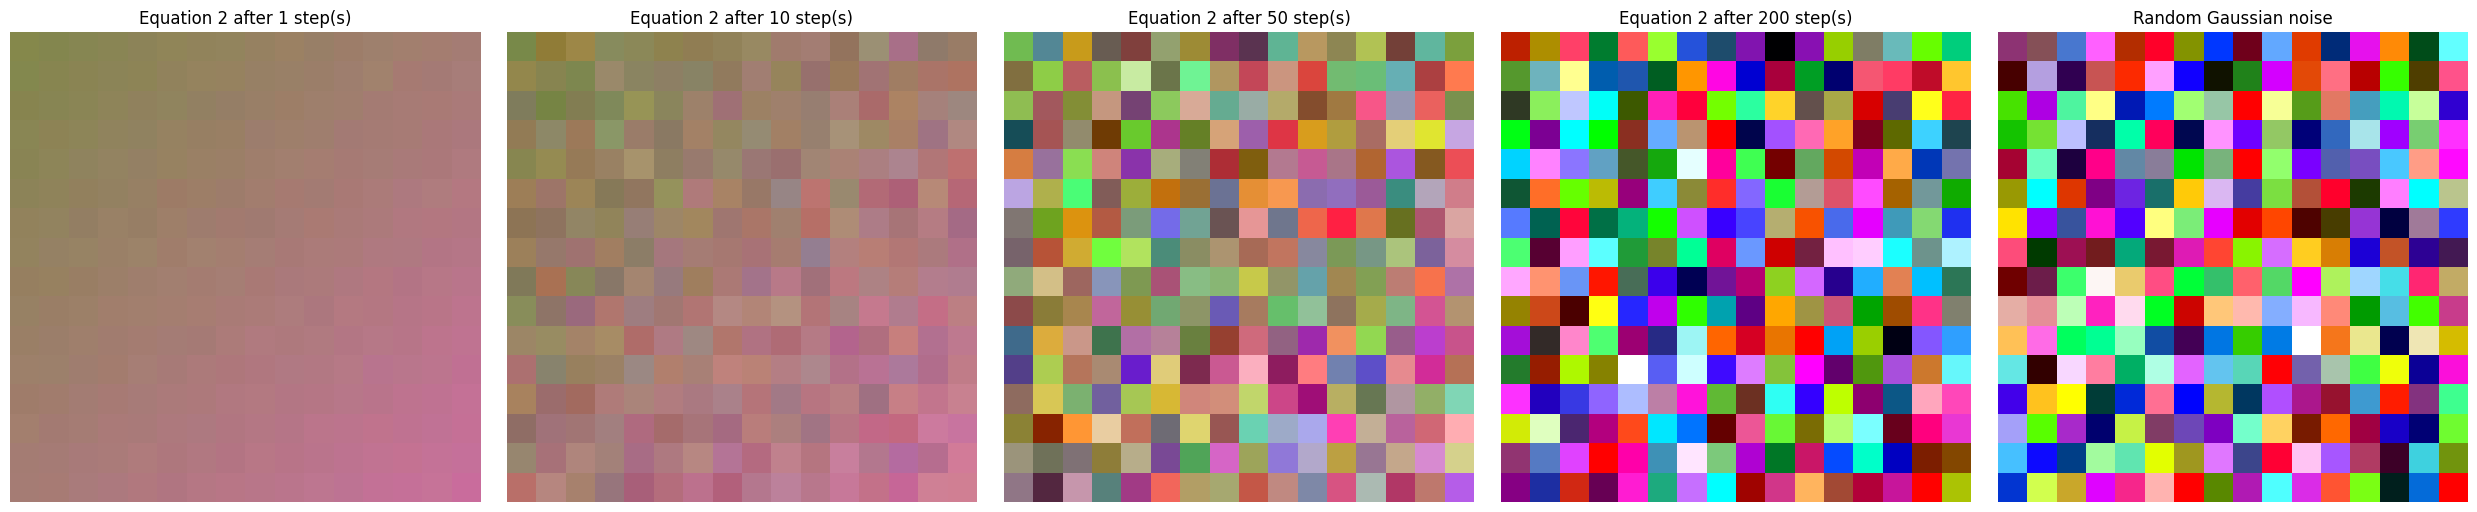 Equation 2 after 1 step(s)
Equation 2 after 10 step(s)
Equation 2 after 50 step(s)
Equation 2 after 200 step(s)
Random Gaussian noise